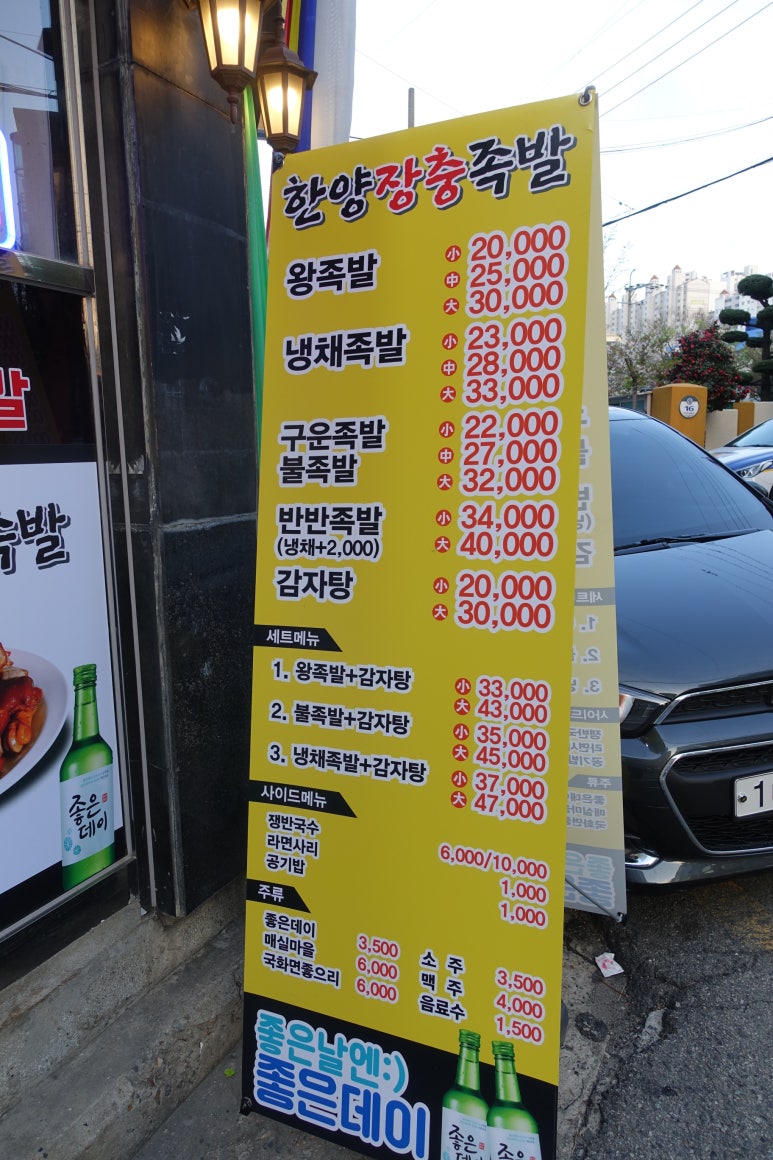 한양장충족발
왕족발 小 20,000
中 25,000
大 30,000
냉채족발 小 23,000
中 28,000
大 33,000
구운족발 小 22,000
불족발 中 27,000
大 32,000
반반족발 小 34,000
(냉채+2,000) 大 40,000
감자탕 小 20,000
大 30,000
세트메뉴
1. 왕족발+감자탕 小 33,000
大 43,000
2. 불족발+감자탕 小 35,000
大 45,000
3. 냉채족발+감자탕 小 37,000
大 47,000
사이드메뉴
쟁반국수 6,000/10,000
라면사리 1,000
공기밥 1,000
주류
좋은데이 3,500 소 주 3,500
매실마을 6,000 맥 주 4,000
국화면좋으리 6,000 음료수 1,500
좋은날엔:)
좋은데이
좋은
데이
좋은
데이
16